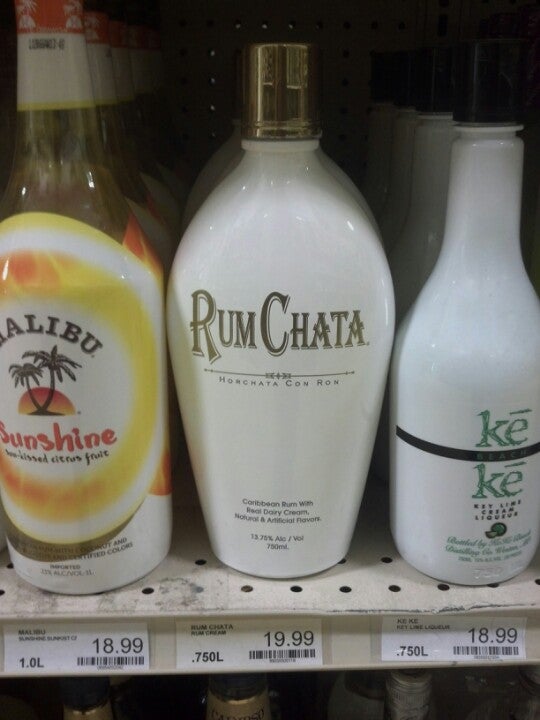 MALIBU
Sunshine
sun-kissed citrus fruit
IMPORTED
RUMCHATA
HORCHATA CON RON
Caribbean Rum With
Real Dairy Cream,
Natural & Artificial Flavors.
13.75% Alc / Vol
750ml.
kē
BEACH
kē
KEY LIME
CREAM
LIQUEUR
MALIBU
1.0L
18.99
RUM CHATA
RUM CREAM
.750L
19.99
KE KE
KEY LIME LIQUEUR
.750L
18.99